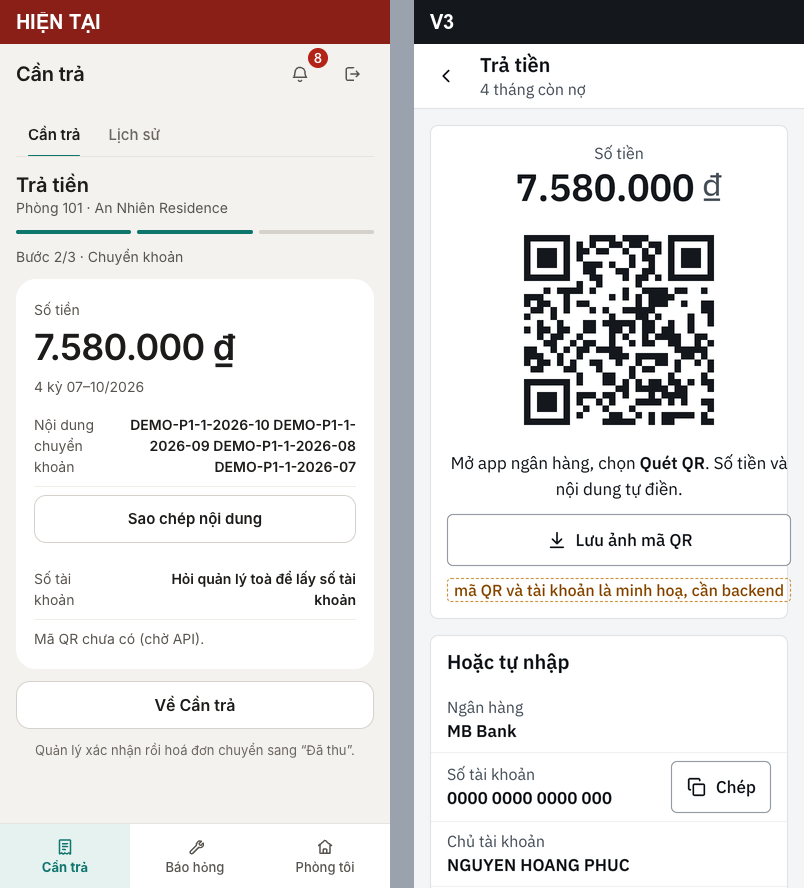 HIỆN TẠI
Cần trả
8
Cần trả
Lịch sử
Trả tiền
Phòng 101 · An Nhiên Residence
Bước 2/3 · Chuyển khoản
Số tiền
7.580.000 ₫
4 kỳ 07–10/2026
Nội dung chuyển khoản
DEMO-P1-1-2026-10 DEMO-P1-1-
2026-09 DEMO-P1-1-2026-08
DEMO-P1-1-2026-07
Sao chép nội dung
Số tài khoản
Hỏi quản lý toà để lấy số tài
khoản
Mã QR chưa có (chờ API).
Về Cần trả
Quản lý xác nhận rồi hoá đơn chuyển sang “Đã thu”.
Cần trả
Báo hỏng
Phòng tôi
V3
Trả tiền
4 tháng còn nợ
Số tiền
7.580.000 ₫
Mở app ngân hàng, chọn Quét QR. Số tiền và
nội dung tự điền.
Lưu ảnh mã QR
mã QR và tài khoản là minh hoạ, cần backend
Hoặc tự nhập
Ngân hàng
MB Bank
Số tài khoản
0000 0000 0000 000
Chép
Chủ tài khoản
NGUYEN HOANG PHUC